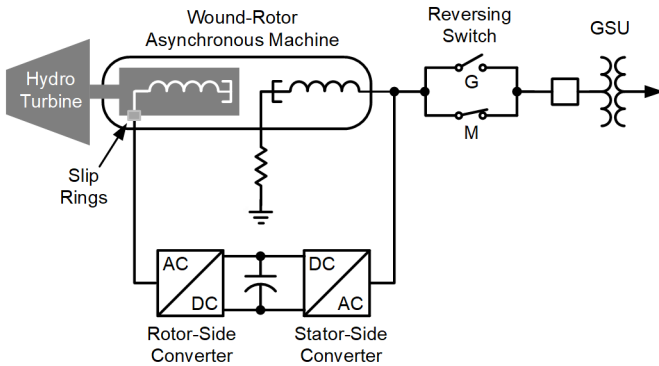 Wound-Rotor
Asynchronous Machine
Reversing
Switch
GSU
Hydro
Turbine
G
M
Slip
Rings
AC
DC
DC
AC
Rotor-Side
Converter
Stator-Side
Converter